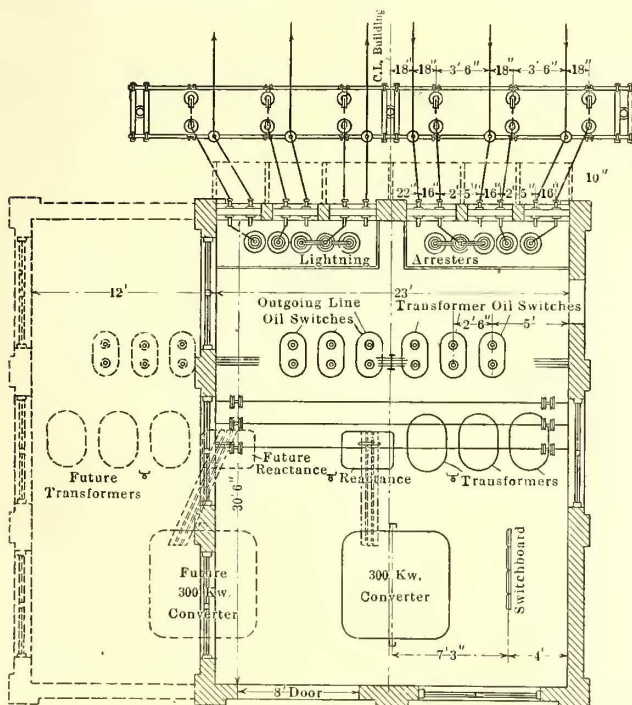 C.L. Building
18" 18" 3'6" 18" 3'6" 18"
10"
22" 16" 2' 5" 16" 2' 5" 16"
Lightning Arresters
12' 23'
Outgoing Line
Oil Switches
Transformer Oil Switches
2'6" 5'
Future
Transformers
Future
Reactance
Reactance
Transformers
30'6"
Future
300 Kw.
Converter
300 Kw.
Converter
Switchboard
7'3" 4'
8' Door